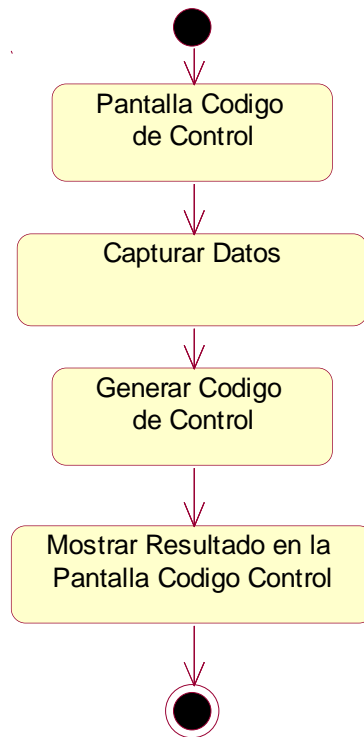 Pantalla Codigo
de Control
Capturar Datos
Generar Codigo
de Control
Mostrar Resultado en la
Pantalla Codigo Control